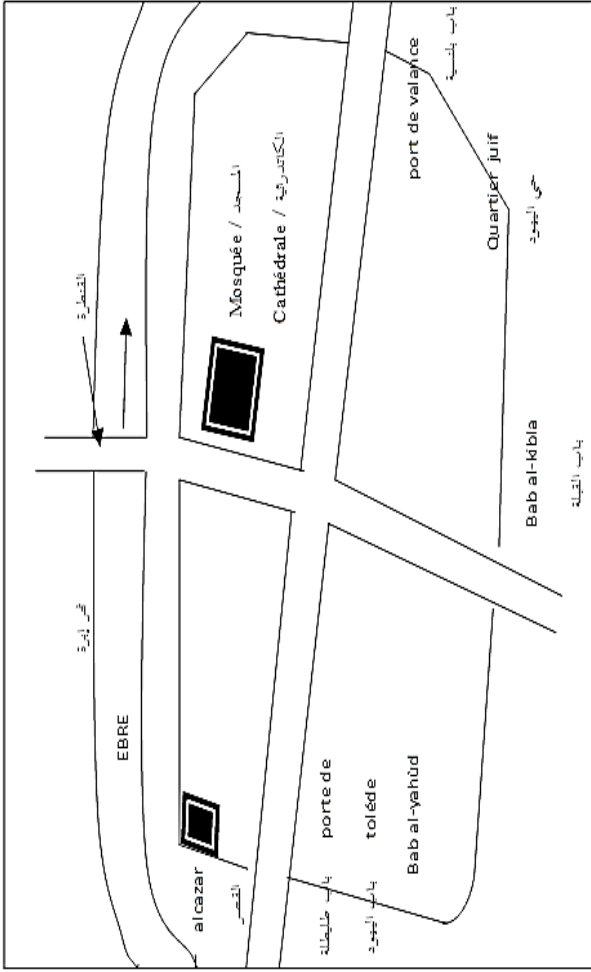 القنطرة
نهر إبرة
EBRE
Mosquée / المسجد
Cathédrale / الكاتدرائية
port de valance
باب بلنسية
Quartier juif
حي اليهود
Bab al-kibla
باب القبلة
alcazar
القصر
porte de
toléde
Bab al-yahûd
باب طليطلة
باب اليهود